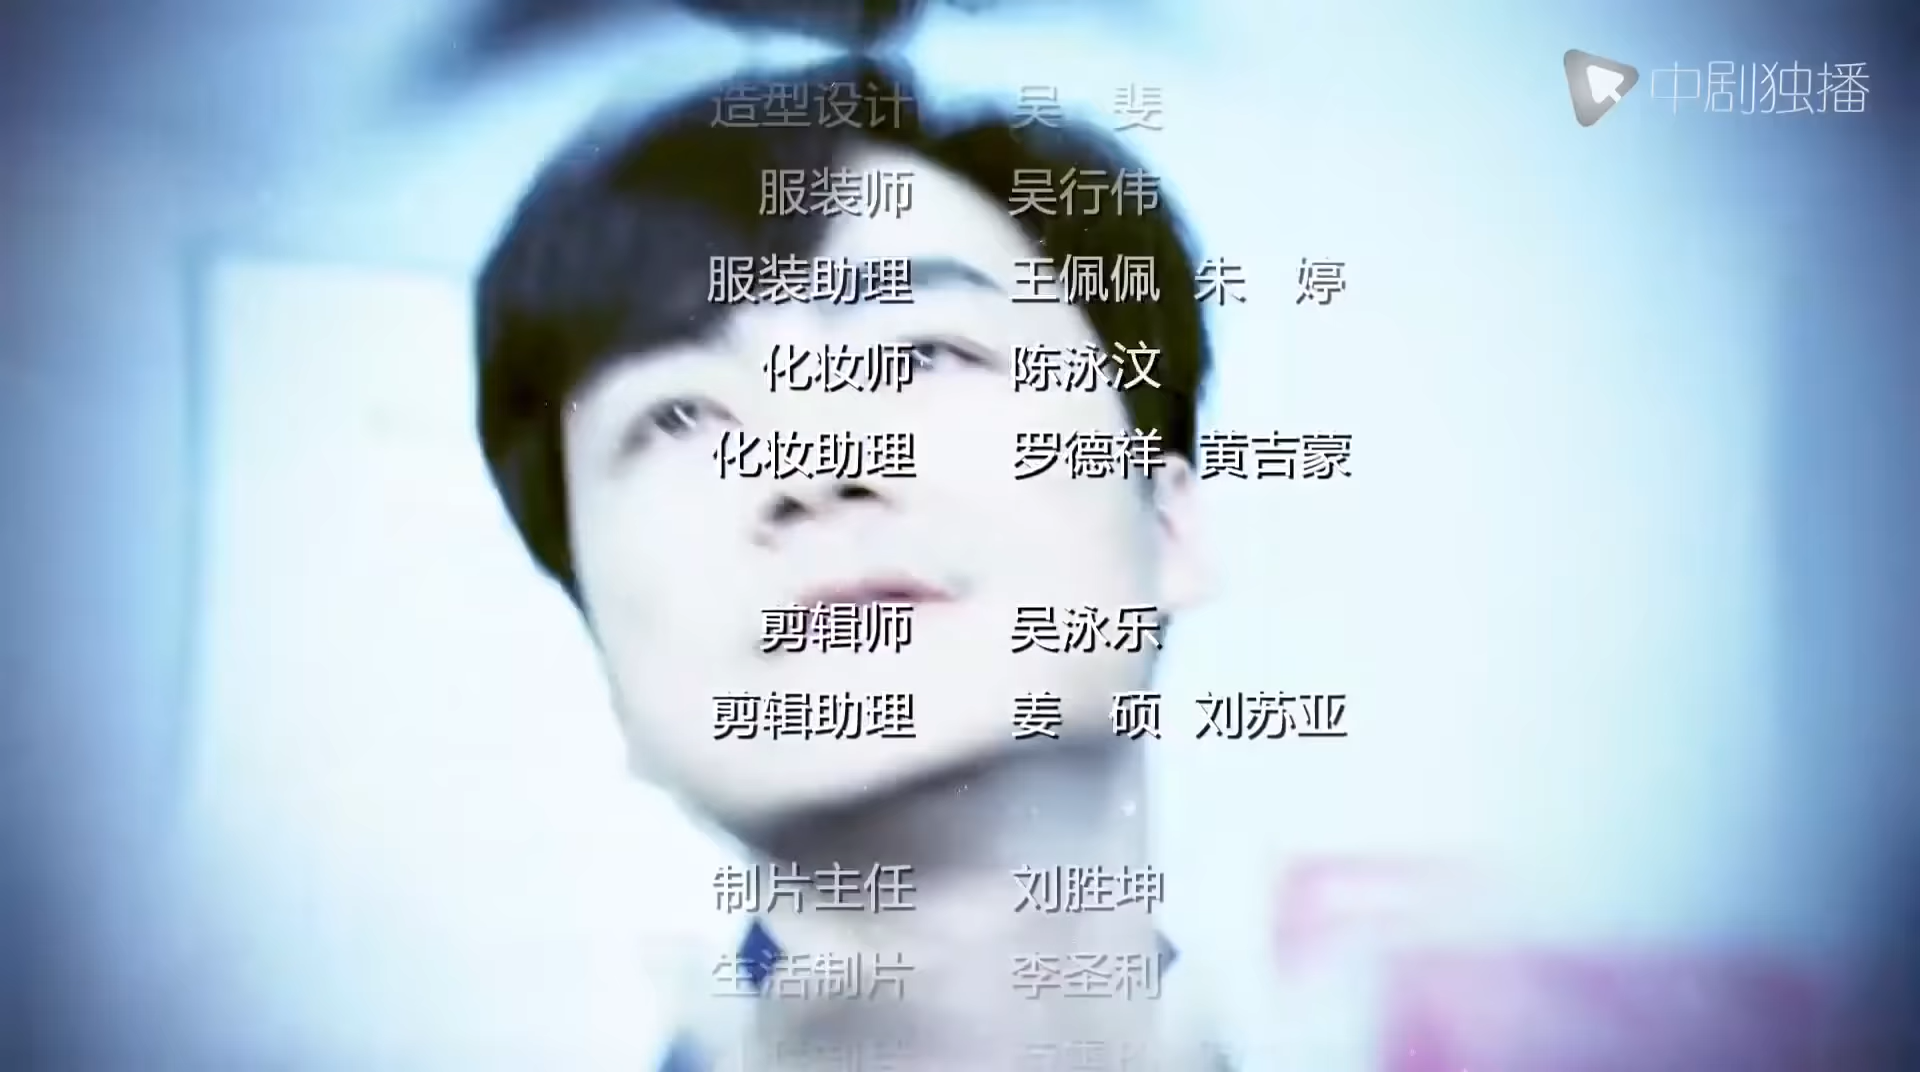 中剧独播
造型设计 吴 斐
服装师 吴行伟
服装助理 王佩佩 朱 婷
化妆师 陈泳汶
化妆助理 罗德祥 黄吉蒙
剪辑师 吴泳乐
剪辑助理 姜 硕 刘苏亚
制片主任 刘胜坤
生活制片 李圣利